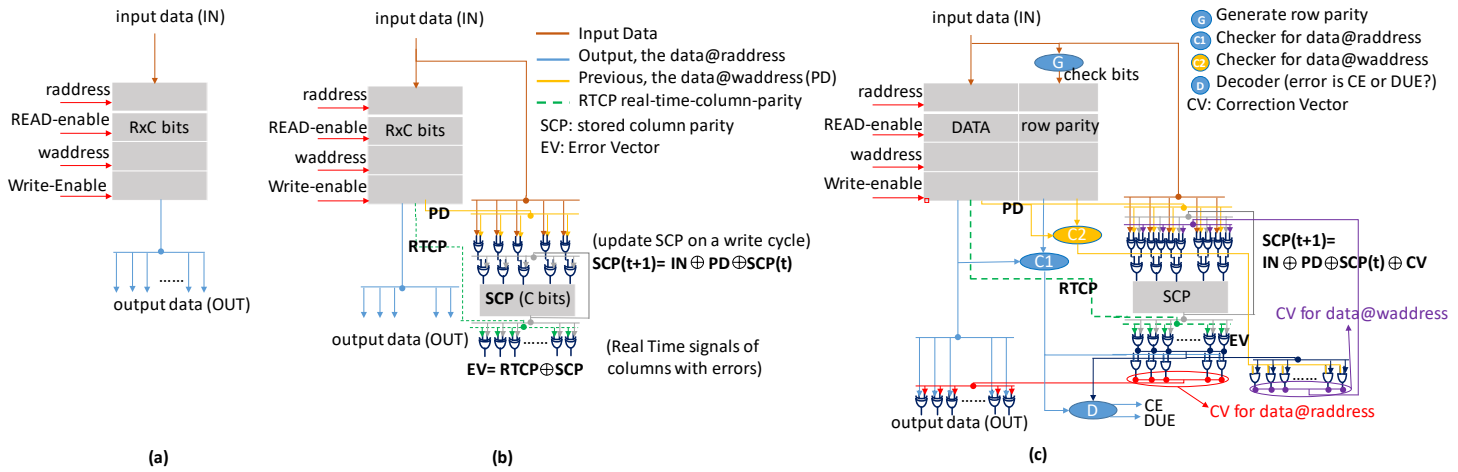 input data (IN)
raddress
READ-enable
RxC bits
waddress
Write-Enable
......
output data (OUT)
(a)
input data (IN)
Input Data
Output, the data@raddress
Previous, the data@waddress (PD)
RTCP real-time-column-parity
SCP: stored column parity
EV: Error Vector
raddress
READ-enable
RxC bits
waddress
Write-enable
PD
RTCP
(update SCP on a write cycle)
SCP(t+1)= IN ⊕ PD⊕SCP(t)
SCP (C bits)
......
output data (OUT)
......
EV= RTCP⊕SCP
(Real Time signals of
columns with errors)
(b)
input data (IN)
G Generate row parity
C1 Checker for data@raddress
C2 Checker for data@waddress
D Decoder (error is CE or DUE?)
CV: Correction Vector
G
check bits
raddress
READ-enable
DATA
row parity
waddress
Write-enable
PD
C2
C1
RTCP
SCP(t+1)=
IN ⊕ PD⊕SCP(t) ⊕ CV
SCP
CV for data@waddress
......
EV
......
......
D
CE
DUE
CV for data@raddress
output data (OUT)
(c)